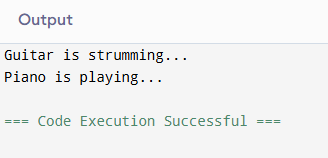 Output
Guitar is strumming...
Piano is playing...
=== Code Execution Successful ===